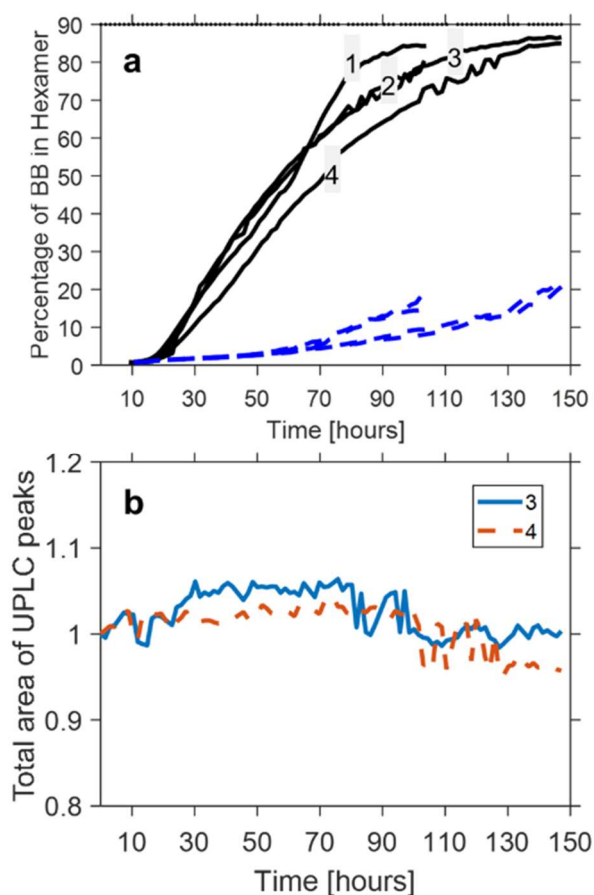 a
Percentage of BB in Hexamer
90
80
70
60
50
40
30
20
10
0
1
2
3
4
10 30 50 70 90 110 130 150
Time [hours]
b
Total area of UPLC peaks
1.2
1.1
1
0.9
0.8
3
4
10 30 50 70 90 110 130 150
Time [hours]